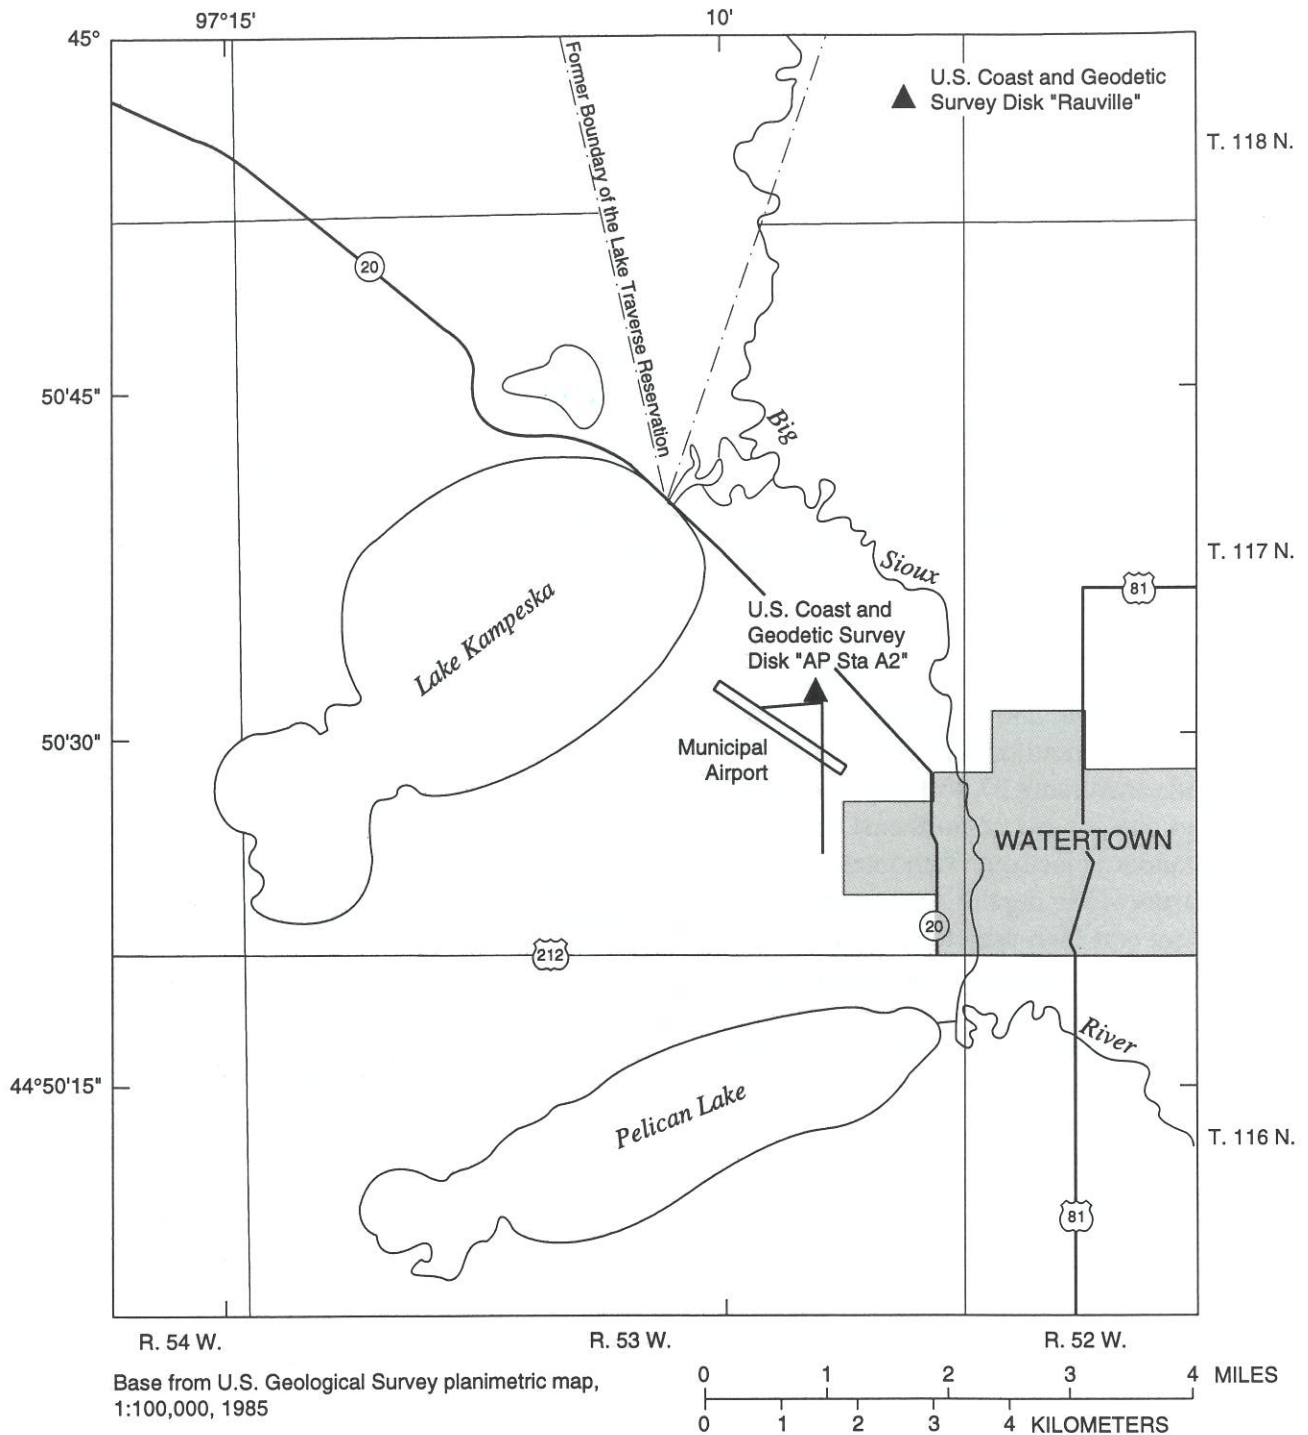 97°15'
10'
45°
Former Boundary of the Lake Traverse Reservation
U.S. Coast and Geodetic
Survey Disk "Rauville"
T. 118 N.
20
50'45"
Big
Sioux
T. 117 N.
81
Lake Kampeska
U.S. Coast and
Geodetic Survey
Disk "AP Sta A2"
50'30"
Municipal
Airport
WATERTOWN
20
212
River
44°50'15"
Pelican Lake
T. 116 N.
81
R. 54 W.
R. 53 W.
R. 52 W.
Base from U.S. Geological Survey planimetric map,
1:100,000, 1985
0 1 2 3 4 MILES
0 1 2 3 4 KILOMETERS